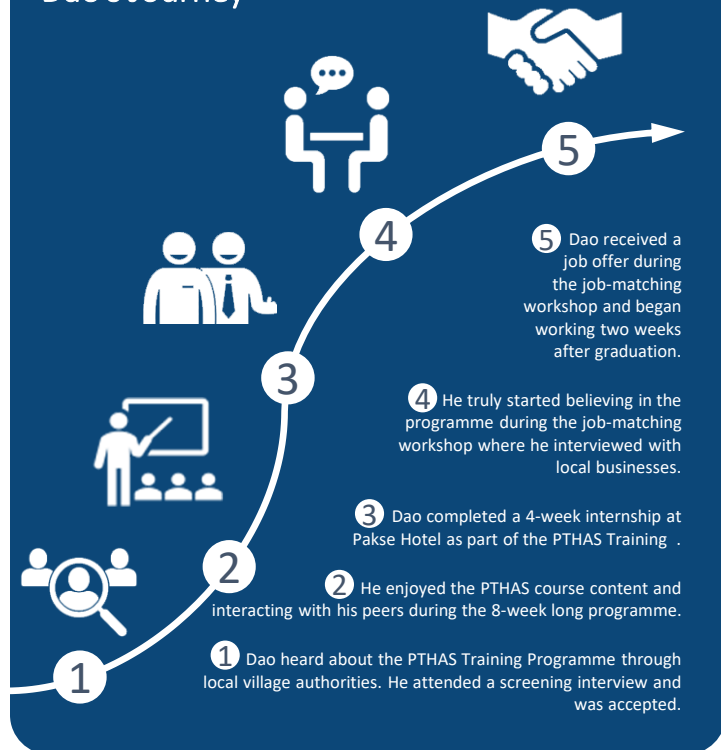 Dao's Journey
5
4
3
2
1
5 Dao received a
job offer during
the job-matching
workshop and began
working two weeks
after graduation.
4 He truly started believing in the
programme during the job-matching
workshop where he interviewed with
local businesses.
3 Dao completed a 4-week internship at
Pakse Hotel as part of the PTHAS Training .
2 He enjoyed the PTHAS course content and
interacting with his peers during the 8-week long programme.
1 Dao heard about the PTHAS Training Programme through
local village authorities. He attended a screening interview and
was accepted.